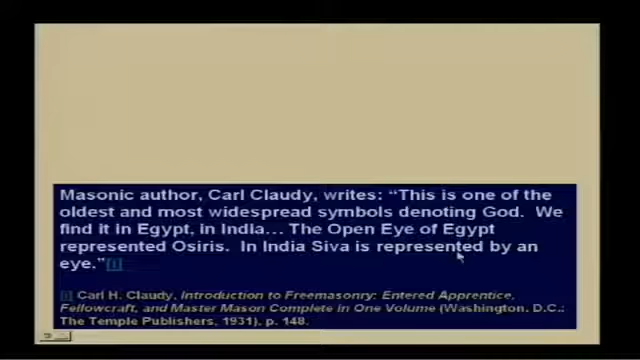 Masonic author, Carl Claudy, writes: “This is one of the
oldest and most widespread symbols denoting God. We
find it in Egypt, in India... The Open Eye of Egypt
represented Osiris. In India Siva is represented by an
eye.”[i]
[i] Carl H. Claudy, Introduction to Freemasonry: Entered Apprentice,
Fellowcraft, and Master Mason Complete in One Volume (Washington, D.C.:
The Temple Publishers, 1931), p. 148.